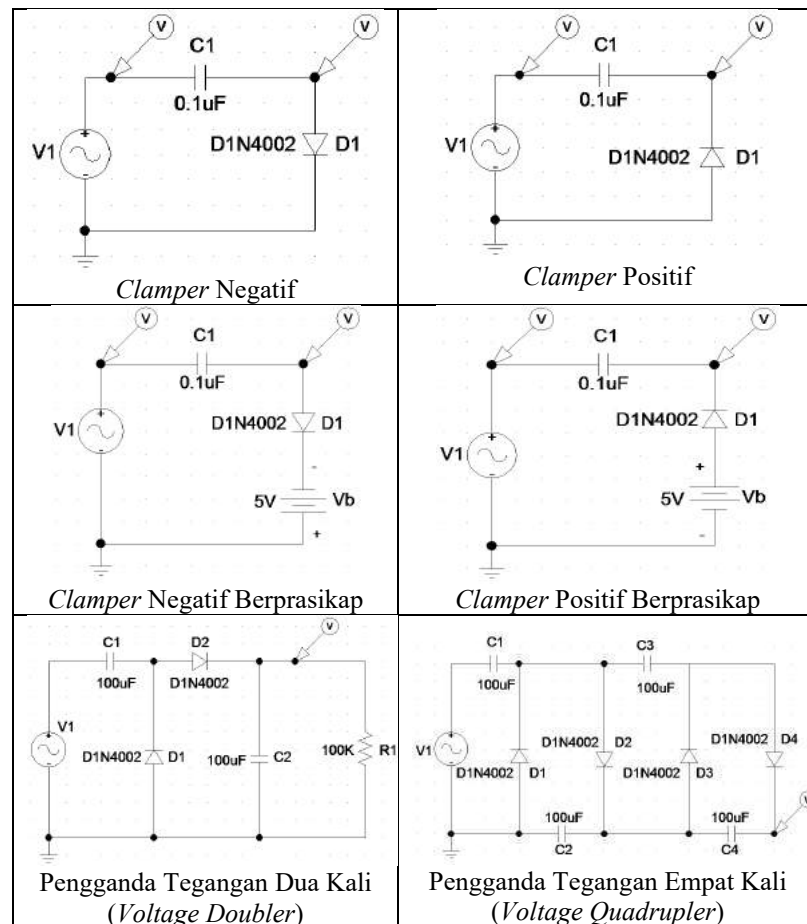 V
V
C1
0.1uF
V1
+
-
D1N4002
D1
Clamper Negatif
V
V
C1
0.1uF
V1
+
-
D1N4002
D1
Clamper Positif
V
V
C1
0.1uF
V1
+
-
D1N4002
D1
-
5V
Vb
+
Clamper Negatif Berprasikap
V
V
C1
0.1uF
V1
+
-
D1N4002
D1
+
5V
Vb
-
Clamper Positif Berprasikap
V
C1
D2
100uF
D1N4002
V1
+
-
D1N4002
D1
100uF
C2
100K
R1
Pengganda Tegangan Dua Kali
(Voltage Doubler)
C1
C3
100uF
100uF
V1
+
-
D1N4002
D2
D1N4002
D4
D1N4002
D1
D1N4002
D3
V
100uF
100uF
C2
C4
Pengganda Tegangan Empat Kali
(Voltage Quadrupler)